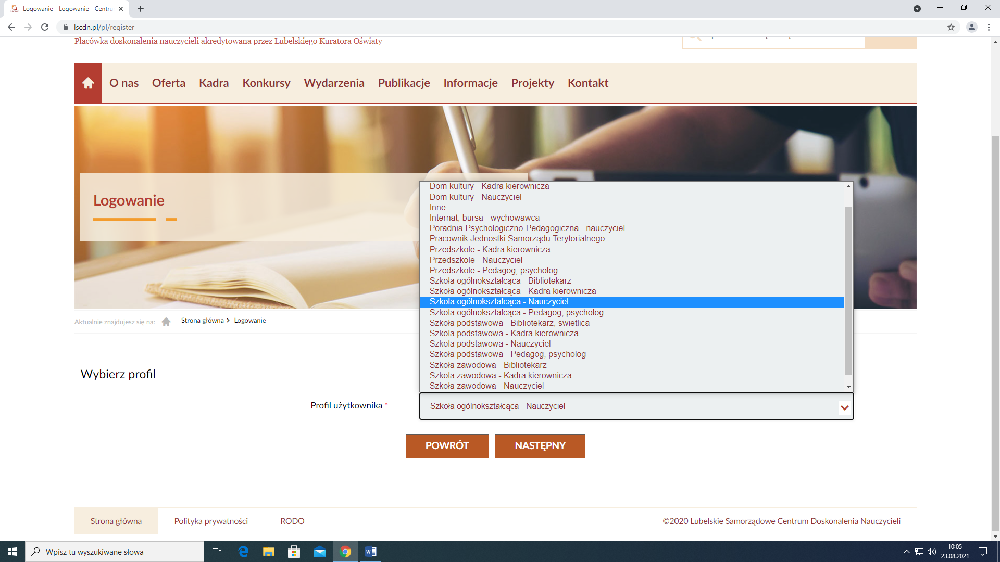 Logowanie - Logowanie - Centru
lscdn.pl/pl/register
Placówka doskonalenia nauczycieli akredytowana przez Lubelskiego Kuratora Oświaty
O nas Oferta Kadra Konkursy Wydarzenia Publikacje Informacje Projekty Kontakt
Logowanie
Dom kultury - Kadra kierownicza
Dom kultury - Nauczyciel
Inne
Internat, bursa - wychowawca
Poradnia Psychologiczno-Pedagogiczna - nauczyciel
Pracownik Jednostki Samorządu Terytorialnego
Przedszkole - Kadra kierownicza
Przedszkole - Nauczyciel
Przedszkole - Pedagog, psycholog
Szkoła ogólnokształcąca - Bibliotekarz
Szkoła ogólnokształcąca - Kadra kierownicza
Szkoła ogólnokształcąca - Nauczyciel
Szkoła ogólnokształcąca - Pedagog, psycholog
Szkoła podstawowa - Bibliotekarz, swietlica
Szkoła podstawowa - Kadra kierownicza
Szkoła podstawowa - Nauczyciel
Szkoła podstawowa - Pedagog, psycholog
Szkoła zawodowa - Bibliotekarz
Szkoła zawodowa - Kadra kierownicza
Szkoła zawodowa - Nauczyciel
Aktualnie znajdujesz się na: Strona główna > Logowanie
Wybierz profil
Profil użytkownika *
Szkoła ogólnokształcąca - Nauczyciel
POWRÓT NASTĘPNY
Strona główna Polityka prywatności RODO ©2020 Lubelskie Samorządowe Centrum Doskonalenia Nauczycieli
Wpisz tu wyszukiwane słowa
10:05
23.08.2021